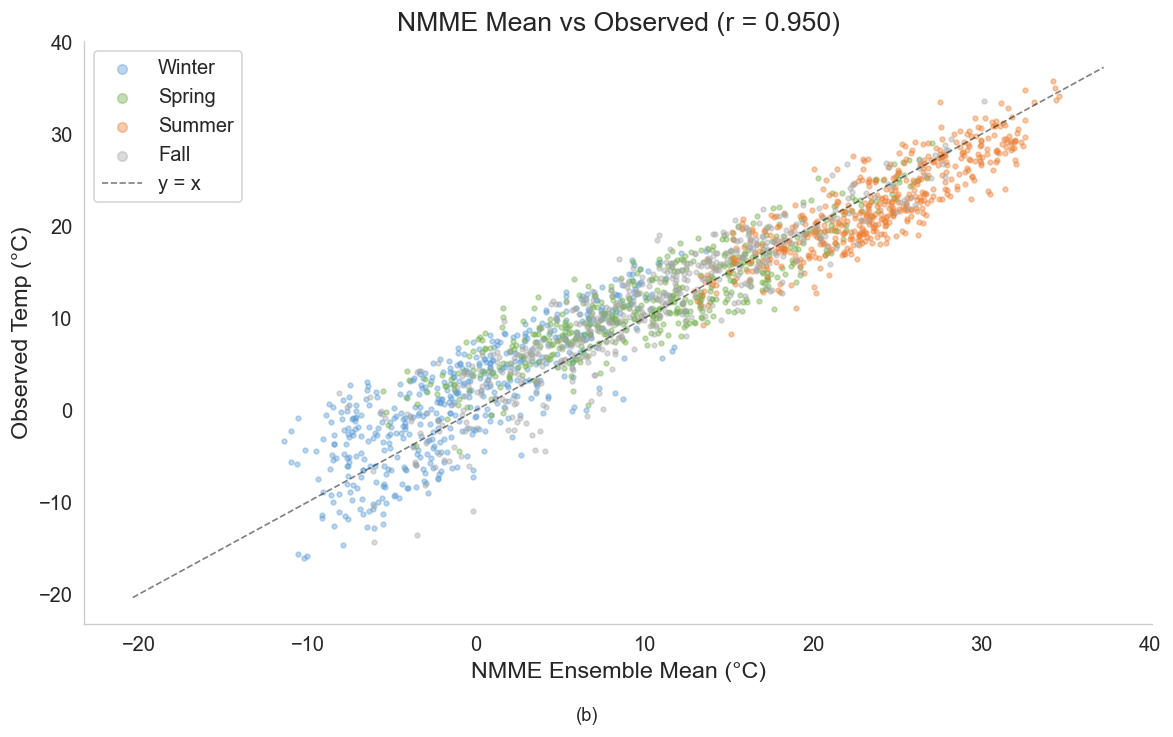 NMME Mean vs Observed (r = 0.950)
Winter
Spring
Summer
Fall
y = x
Observed Temp (°C)
40
30
20
10
0
−10
−20
−20
−10
0
10
20
30
40
NMME Ensemble Mean (°C)
(b)